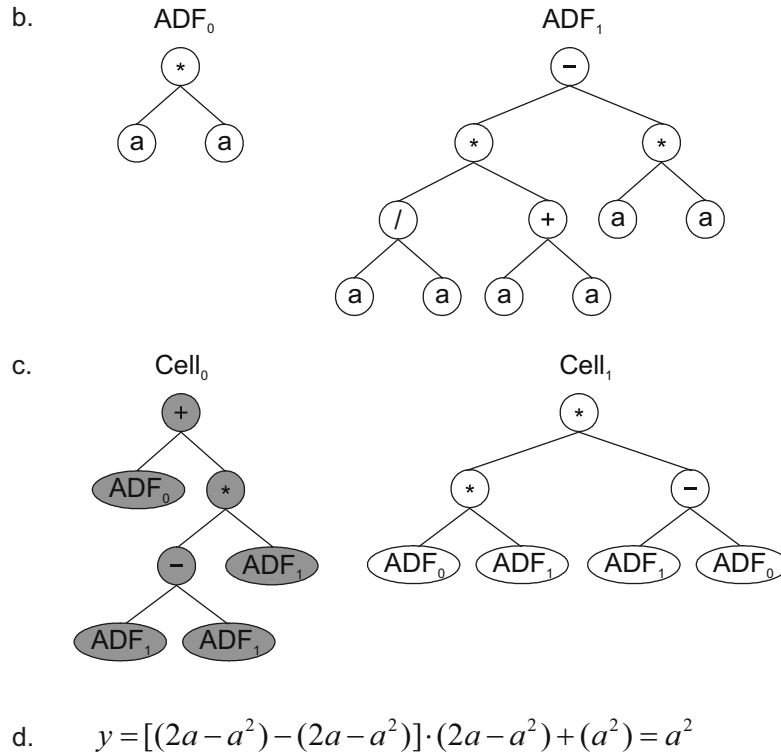 b. ADF₀ ADF₁
* −
a a * *
/ + a a
a a a a
c. Cell₀ Cell₁
+ *
ADF₀ * * −
− ADF₁ ADF₀ ADF₁ ADF₁ ADF₀
ADF₁ ADF₁
d. y = [(2a − a²) − (2a − a²)] · (2a − a²) + (a²) = a²